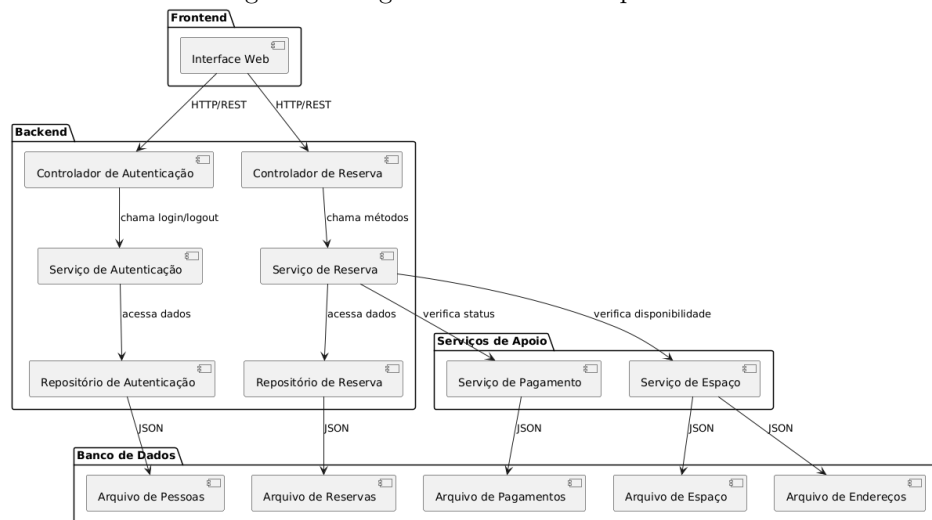 Frontend
Interface Web
HTTP/REST HTTP/REST
Backend
Controlador de Autenticação Controlador de Reserva
chama login/logout chama métodos
Serviço de Autenticação Serviço de Reserva
acessa dados acessa dados verifica status verifica disponibilidade
Serviços de Apoio
Repositório de Autenticação Repositório de Reserva Serviço de Pagamento Serviço de Espaço
JSON JSON JSON JSON JSON
Banco de Dados
Arquivo de Pessoas Arquivo de Reservas Arquivo de Pagamentos Arquivo de Espaço Arquivo de Endereços